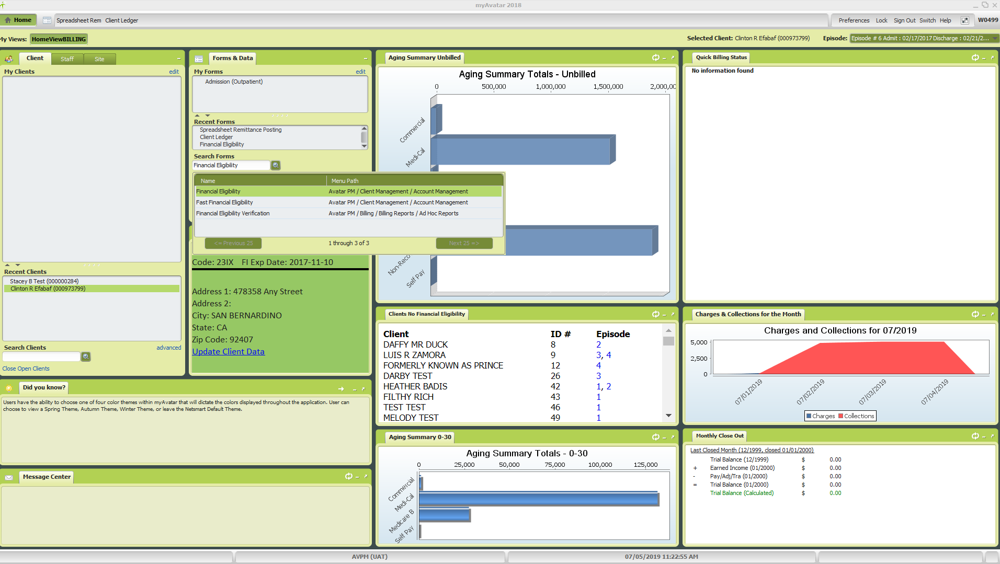 myAvatar 2018
Home
Spreadsheet Rem Client Ledger
Preferences Lock Sign Out Switch Help
W0499
My Views: HomeViewBILLING
Selected Client: Clinton R Efabaf (000973799)
Episode: Episode # 6 Admit : 02/17/2017 Discharge : 02/21/2...
Client Staff Site
My Clients edit
Recent Clients
Stacey B Test (000000284)
Clinton R Efabaf (000973799)
Search Clients advanced
Close Open Clients
Forms & Data
My Forms edit
Admission (Outpatient)
Recent Forms
Spreadsheet Remittance Posting
Client Ledger
Financial Eligibility
Search Forms
Financial Eligibility
Name Menu Path
Financial Eligibility Avatar PM / Client Management / Account Management
Fast Financial Eligibility Avatar PM / Client Management / Account Management
Financial Eligibility Verification Avatar PM / Billing / Billing Reports / Ad Hoc Reports
<= Previous 25 1 through 3 of 3 Next 25 =>
Code: 23IX FI Exp Date: 2017-11-10
Address 1: 478358 Any Street
Address 2:
City: SAN BERNARDINO
State: CA
Zip Code: 92407
Update Client Data
Did you know?
Users have the ability to choose one of four color themes within myAvatar that will dictate the colors displayed throughout the application. User can
choose to view a Spring Theme, Autumn Theme, Winter Theme, or leave the Netsmart Default Theme.
Message Center
Aging Summary Unbilled
Aging Summary Totals - Unbilled
0 500,000 1,000,000 1,500,000 2,000,00
Commercial
Medi-Cal
Non-Reco
Self Pay
Clients No Financial Eligibility
Client ID # Episode
DAFFY MR DUCK 8 2
LUIS R ZAMORA 9 3, 4
FORMERLY KNOWN AS PRINCE 12 4
DARBY TEST 26 3
HEATHER BADIS 42 1, 2
FILTHY RICH 43 1
TEST TEST 46 1
MELODY TEST 49 1
Aging Summary 0-30
Aging Summary Totals - 0-30
0 25,000 50,000 75,000 100,000 125,000
Commercial
Medi-Cal
Medicare B
Self Pay
Quick Billing Status
No information found
Charges & Collections for the Month
Charges and Collections for 07/2019
5,000
2,500
0
07/01/2019 07/02/2019 07/03/2019 07/04/2019
Charges Collections
Monthly Close Out
Last Closed Month (12/1999, closed 01/01/2000)
Trial Balance (12/1999) $ 0.00
+ Earned Income (01/2000) $ 0.00
- Pay/Adj/Tra (01/2000) $ 0.00
= Trial Balance (01/2000) $ 0.00
Trial Balance (Calculated) $ 0.00
AVPM (UAT)
07/05/2019 11:22:55 AM